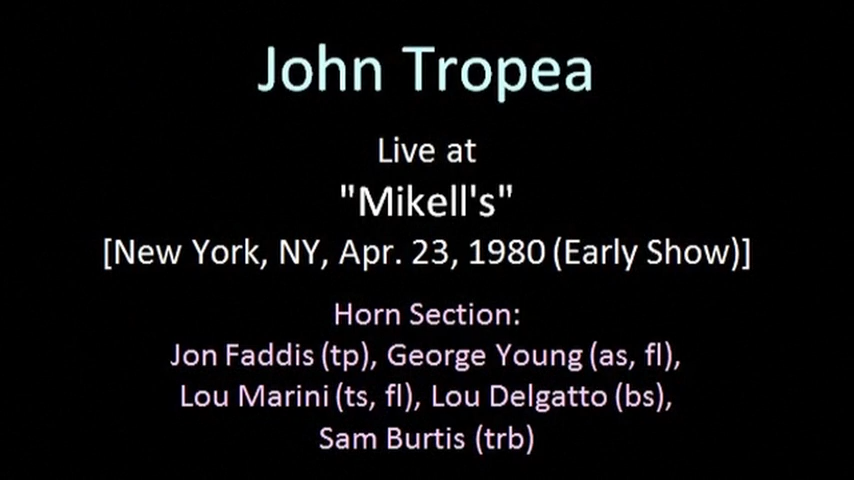 John Tropea
Live at
"Mikell's"
[New York, NY, Apr. 23, 1980 (Early Show)]
Horn Section:
Jon Faddis (tp), George Young (as, fl),
Lou Marini (ts, fl), Lou Delgatto (bs),
Sam Burtis (trb)